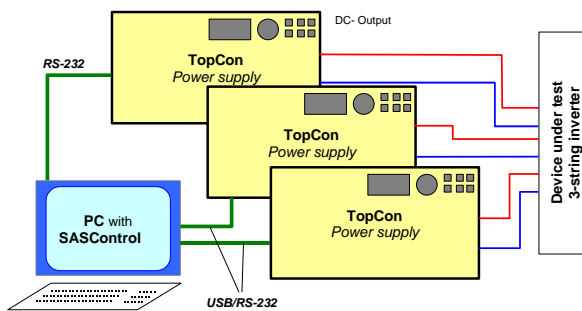 DC- Output
TopCon
Power supply
RS-232
TopCon
Power supply
TopCon
Power supply
PC with
SASControl
USB/RS-232
Device under test
3-string inverter